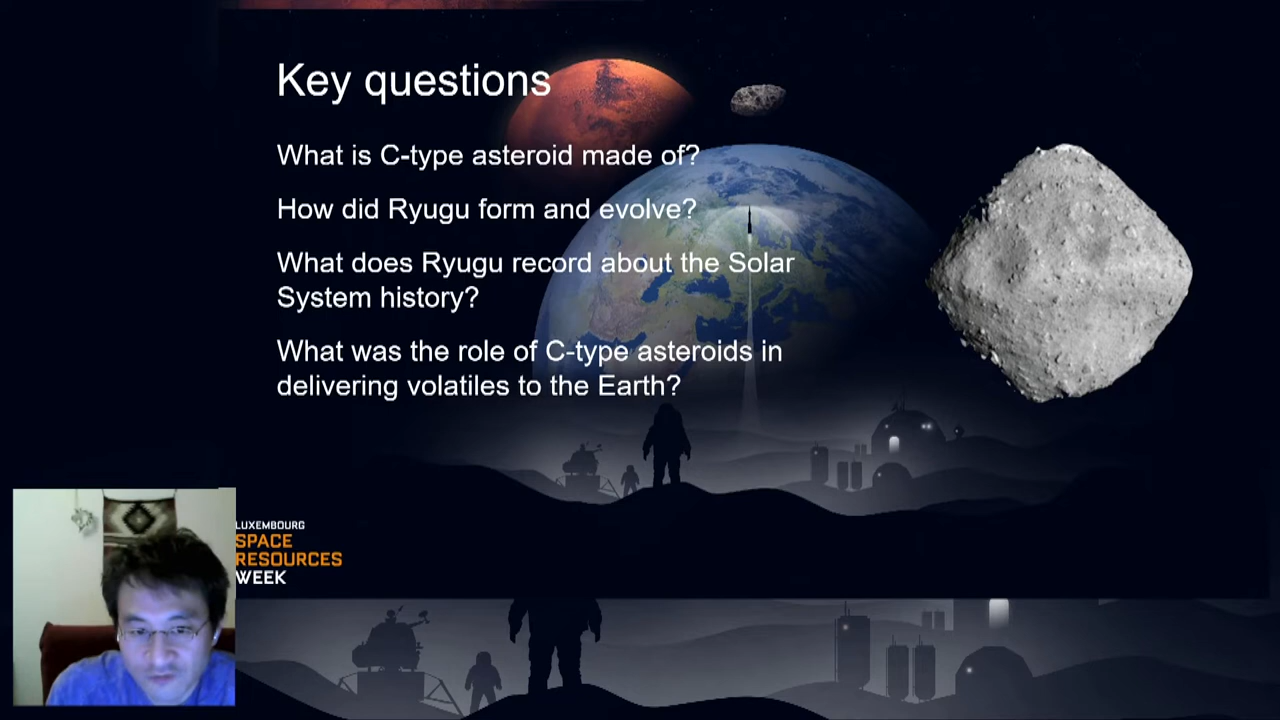 Key questions
What is C-type asteroid made of?
How did Ryugu form and evolve?
What does Ryugu record about the Solar
System history?
What was the role of C-type asteroids in
delivering volatiles to the Earth?
LUXEMBOURG
SPACE
RESOURCES
WEEK